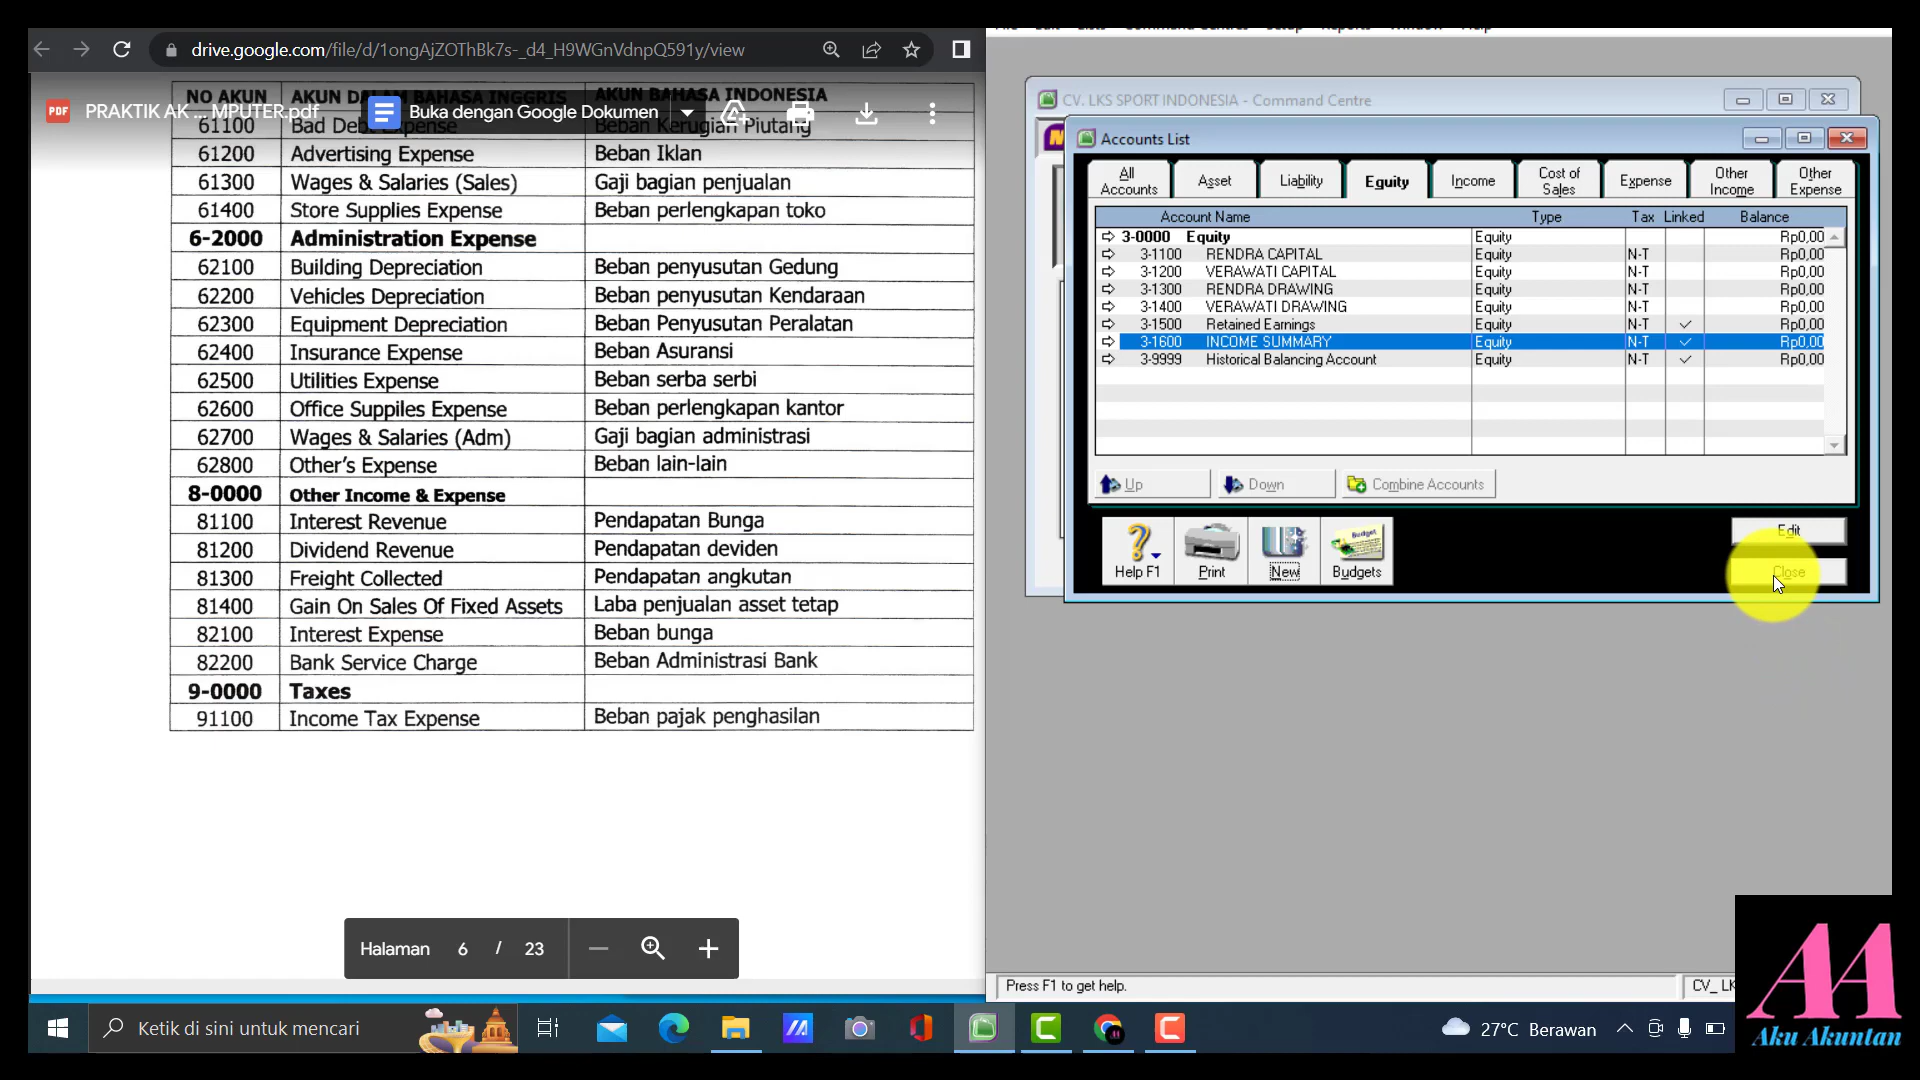 drive.google.com/file/d/1ongAjZOThBk7s-_d4_H9WGnVdnpQ591y/view
PDF PRAKTIK AK ... MPUTER.pdf
Buka dengan Google Dokumen
NO AKUN AKUN DALAM BAHASA INGGRIS AKUN BAHASA INDONESIA
61100 Bad Debt Expense Beban Kerugian Piutang
61200 Advertising Expense Beban Iklan
61300 Wages & Salaries (Sales) Gaji bagian penjualan
61400 Store Supplies Expense Beban perlengkapan toko
6-2000 Administration Expense
62100 Building Depreciation Beban penyusutan Gedung
62200 Vehicles Depreciation Beban penyusutan Kendaraan
62300 Equipment Depreciation Beban Penyusutan Peralatan
62400 Insurance Expense Beban Asuransi
62500 Utilities Expense Beban serba serbi
62600 Office Suppiles Expense Beban perlengkapan kantor
62700 Wages & Salaries (Adm) Gaji bagian administrasi
62800 Other's Expense Beban lain-lain
8-0000 Other Income & Expense
81100 Interest Revenue Pendapatan Bunga
81200 Dividend Revenue Pendapatan deviden
81300 Freight Collected Pendapatan angkutan
81400 Gain On Sales Of Fixed Assets Laba penjualan asset tetap
82100 Interest Expense Beban bunga
82200 Bank Service Charge Beban Administrasi Bank
9-0000 Taxes
91100 Income Tax Expense Beban pajak penghasilan
Halaman 6 / 23
CV. LKS SPORT INDONESIA - Command Centre
Accounts List
All Accounts Asset Liability Equity Income Cost of Sales Expense Other Income Other Expense
Account Name Type Tax Linked Balance
3-0000 Equity Equity Rp0,00
3-1100 RENDRA CAPITAL Equity N-T Rp0,00
3-1200 VERAWATI CAPITAL Equity N-T Rp0,00
3-1300 RENDRA DRAWING Equity N-T Rp0,00
3-1400 VERAWATI DRAWING Equity N-T Rp0,00
3-1500 Retained Earnings Equity N-T Rp0,00
3-1600 INCOME SUMMARY Equity N-T Rp0,00
3-9999 Historical Balancing Account Equity N-T Rp0,00
Up Down Combine Accounts
Edit
Close
Help F1 Print New Budgets
Budget
Press F1 to get help.
CV_ LK
Ketik di sini untuk mencari
27°C Berawan
AA
Aku Akuntan